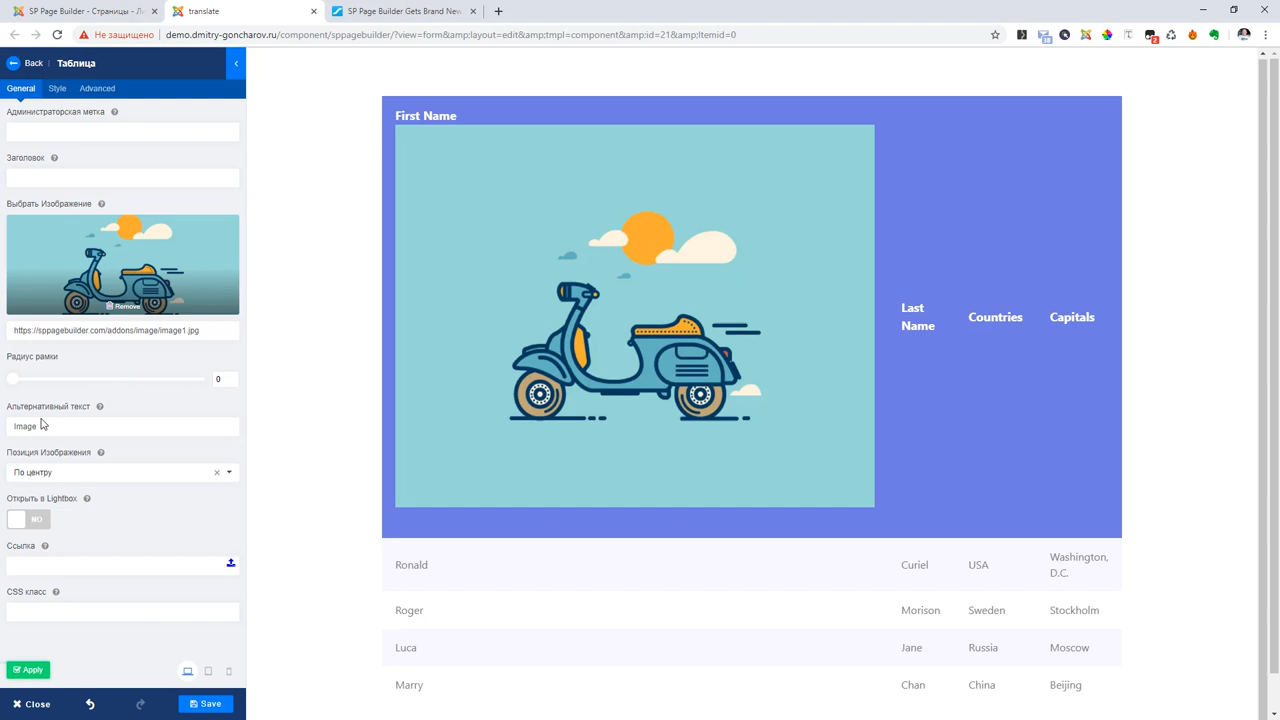 SP Page Builder - Страницы - Ли
translate
SP Page Builder Gets Brand New
Не защищено
demo.dmitry-goncharov.ru/component/sppagebuilder/?view=form&amp;layout=edit&amp;tmpl=component&amp;id=21&amp;Itemid=0
Back
Таблица
General
Style
Advanced
Администраторская метка
Заголовок
Выбрать Изображение
Remove
https://sppagebuilder.com/addons/image/image1.jpg
Радиус рамки
0
Альтернативный текст
Image
Позиция Изображения
По центру
Открыть в Lightbox
NO
Ссылка
CSS класс
Apply
Close
Save
First Name
Last
Name
Countries
Capitals
Ronald
Curiel
USA
Washington,
D.C.
Roger
Morison
Sweden
Stockholm
Luca
Jane
Russia
Moscow
Marry
Chan
China
Beijing